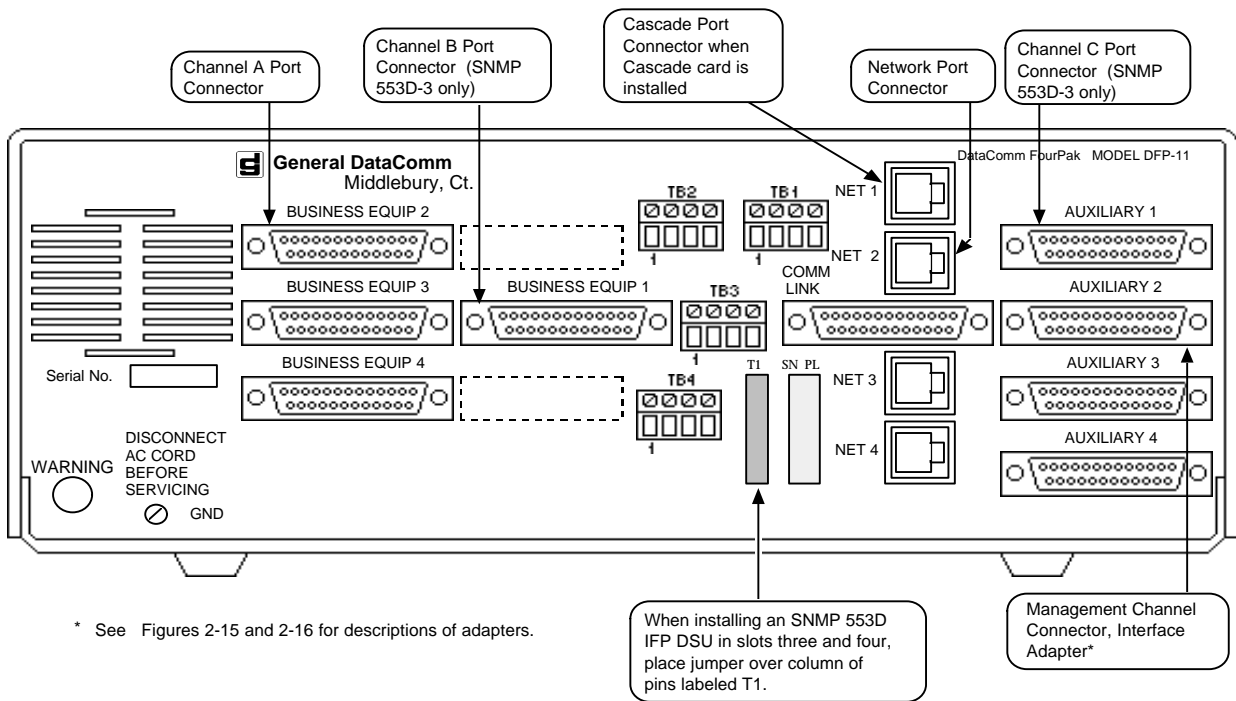 Channel A Port
Connector
Channel B Port
Connector (SNMP
553D-3 only)
Cascade Port
Connector when
Cascade card is
installed
Network Port
Connector
Channel C Port
Connector (SNMP
553D-3 only)
General DataComm
Middlebury, Ct.
DataComm FourPak MODEL DFP-11
BUSINESS EQUIP 2
TB2
1
TB1
1
NET 1
NET 2
AUXILIARY 1
BUSINESS EQUIP 3
BUSINESS EQUIP 1
TB3
1
COMM
LINK
AUXILIARY 2
Serial No.
BUSINESS EQUIP 4
TB4
1
T1
SN PL
NET 3
NET 4
AUXILIARY 3
AUXILIARY 4
WARNING
DISCONNECT
AC CORD
BEFORE
SERVICING
GND
* See Figures 2-15 and 2-16 for descriptions of adapters.
When installing an SNMP 553D
IFP DSU in slots three and four,
place jumper over column of
pins labeled T1.
Management Channel
Connector, Interface
Adapter*